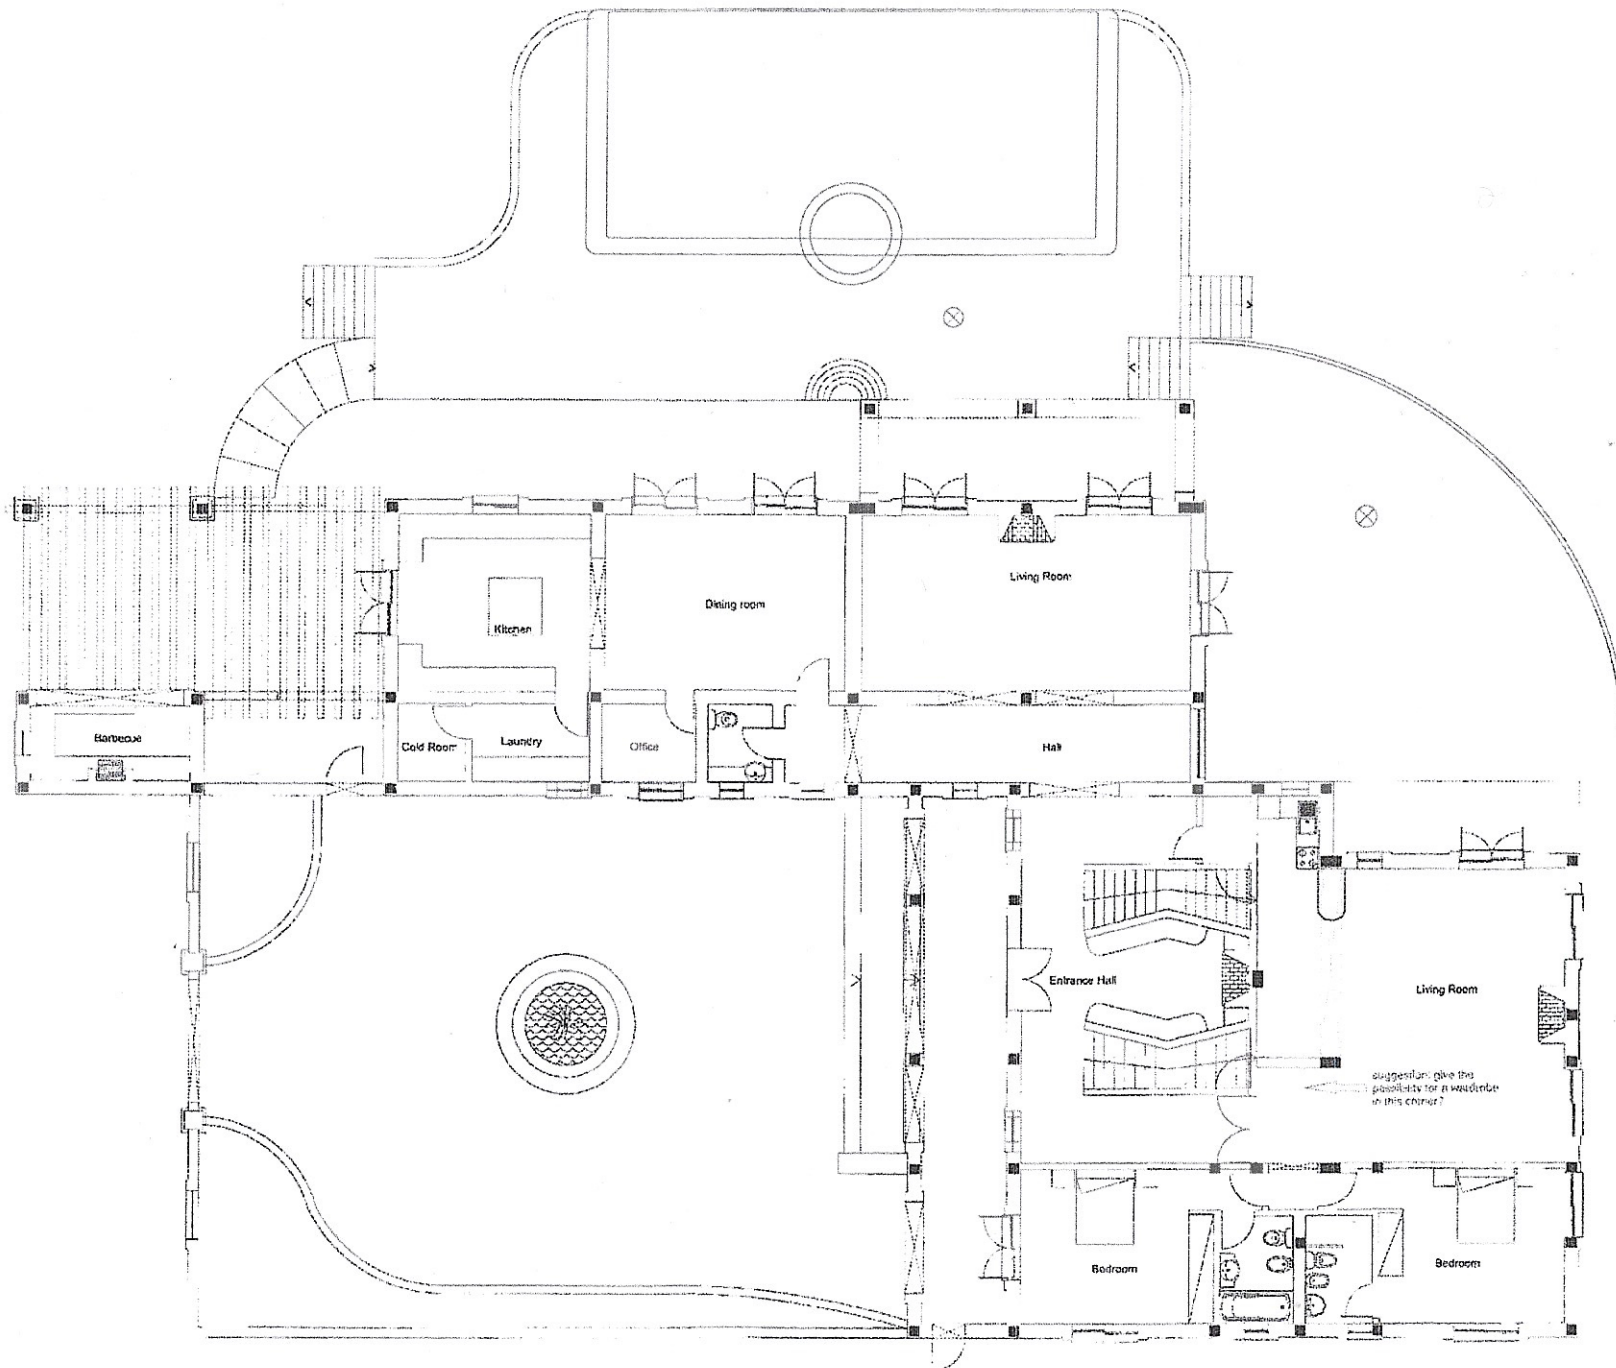 Living Room
Dining room
Kitchen
Barbecue
Cold Room
Laundry
Office
Hall
Entrance Hall
Living Room
suggestion: give the
possibility for a wardrobe
in this corner?
Bedroom
Bedroom